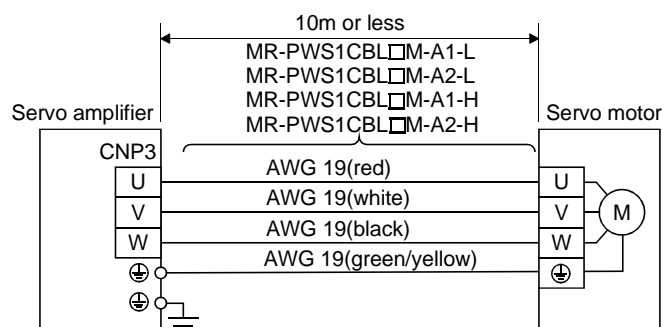 10m or less
MR-PWS1CBL□M-A1-L
MR-PWS1CBL□M-A2-L
MR-PWS1CBL□M-A1-H
MR-PWS1CBL□M-A2-H
Servo amplifier
Servo motor
CNP3
AWG 19(red)
U
U
AWG 19(white)
V
V
M
AWG 19(black)
W
W
AWG 19(green/yellow)